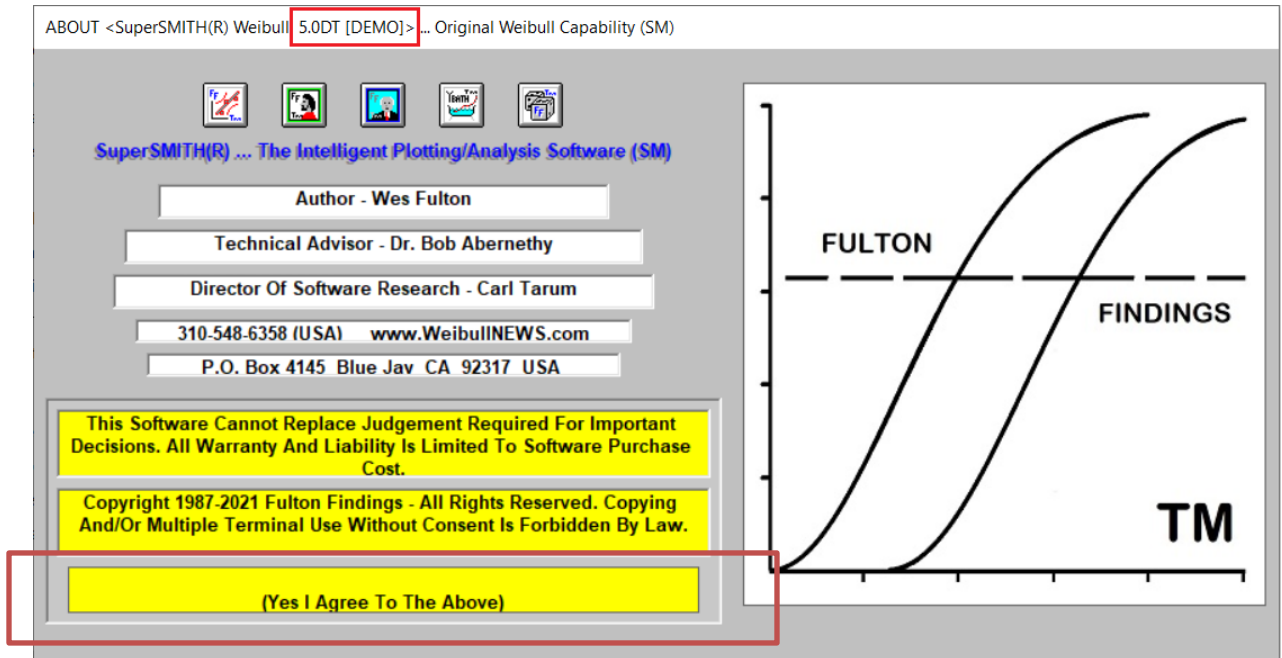 ABOUT <SuperSMITH(R) Weibull 5.0DT [DEMO]> ... Original Weibull Capability (SM)
SuperSMITH(R) ... The Intelligent Plotting/Analysis Software (SM)
Author - Wes Fulton
Technical Advisor - Dr. Bob Abernethy
Director Of Software Research - Carl Tarum
310-548-6358 (USA) www.WeibullNEWS.com
P.O. Box 4145 Blue Jay CA 92317 USA
This Software Cannot Replace Judgement Required For Important
Decisions. All Warranty And Liability Is Limited To Software Purchase
Cost.
Copyright 1987-2021 Fulton Findings - All Rights Reserved. Copying
And/Or Multiple Terminal Use Without Consent Is Forbidden By Law.
(Yes I Agree To The Above)
FULTON
FINDINGS
TM